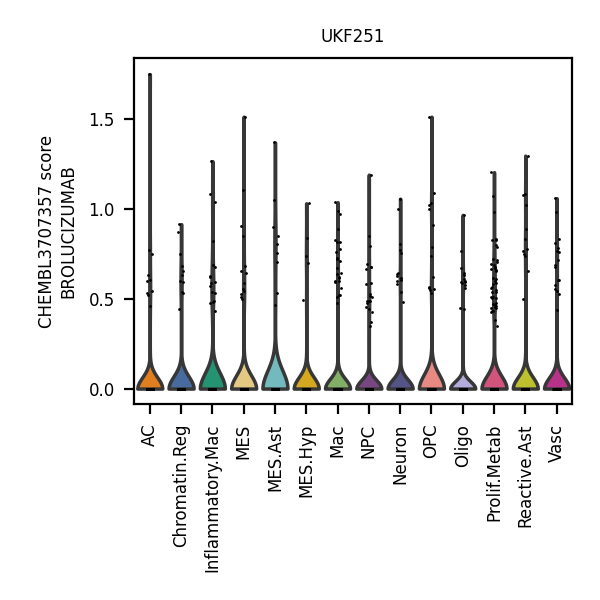 UKF251
CHEMBL3707357 score
BROLUCIZUMAB
1.5
1.0
0.5
0.0
AC
Chromatin.Reg
Inflammatory.Mac
MES
MES.Ast
MES.Hyp
Mac
NPC
Neuron
OPC
Oligo
Prolif.Metab
Reactive.Ast
Vasc